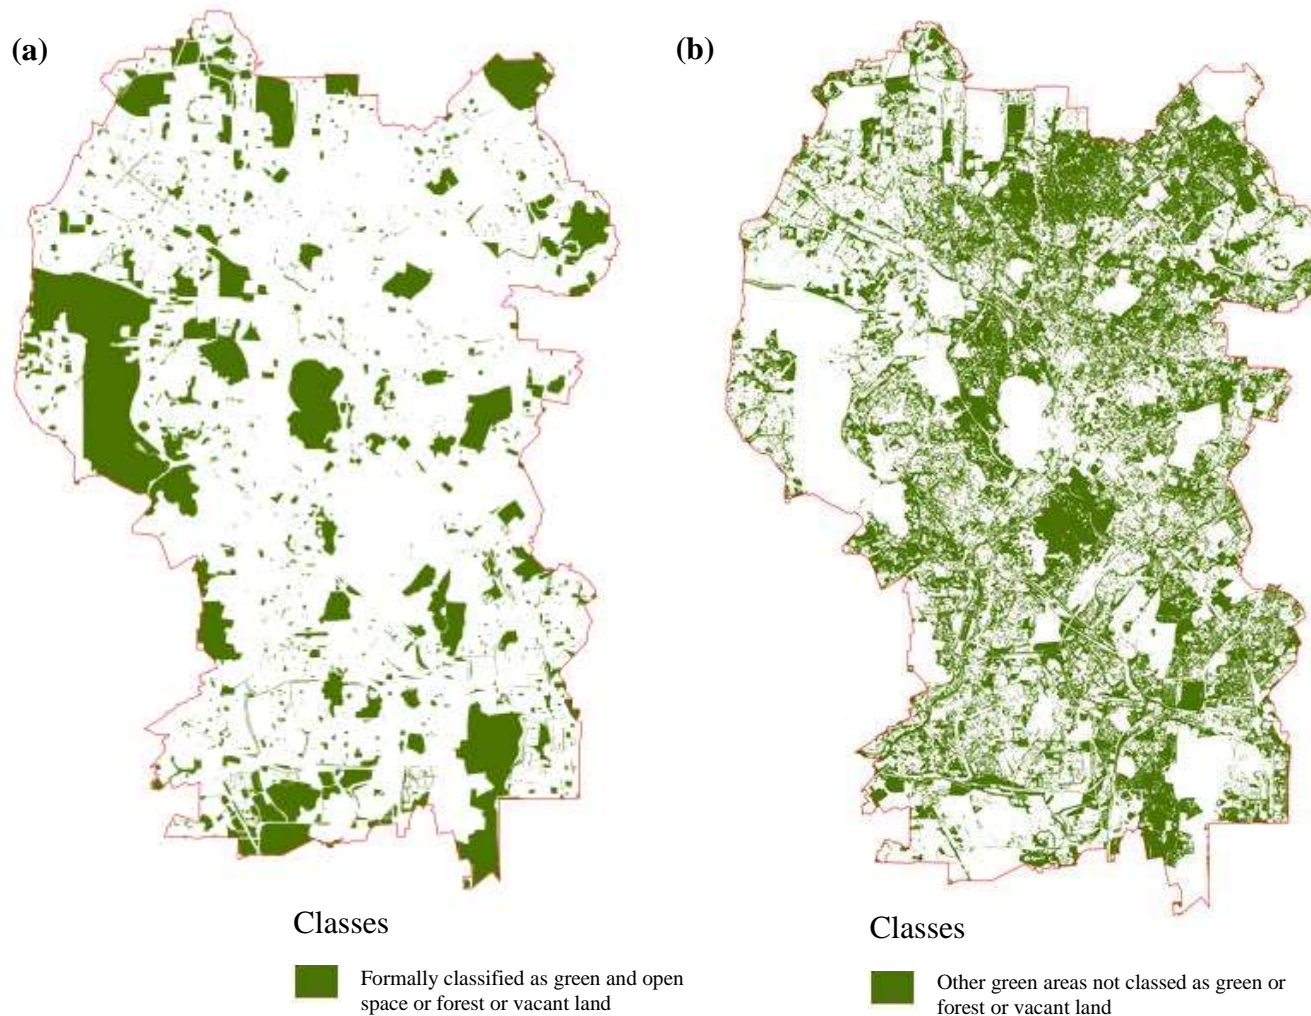 (a)
(b)
Classes
Formally classified as green and open
space or forest or vacant land
Classes
Other green areas not classed as green or
forest or vacant land